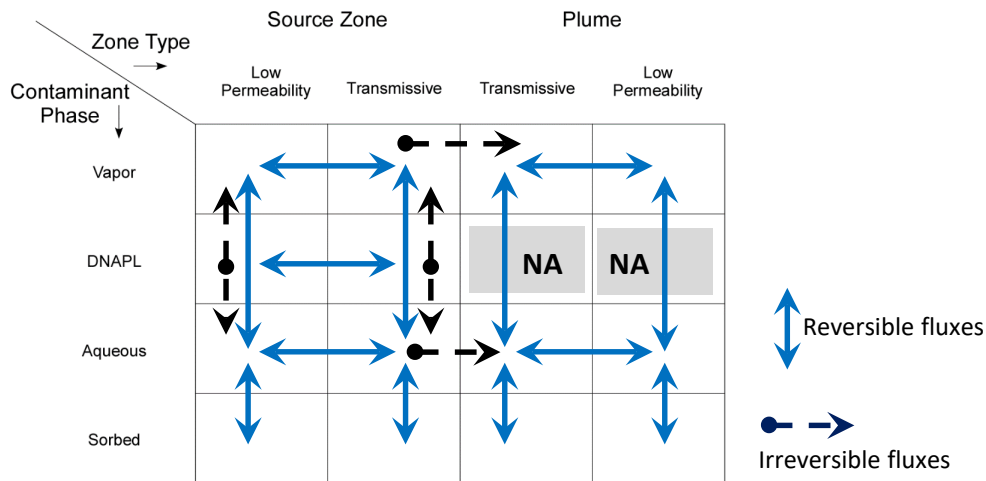 Source Zone
Plume
Zone Type
Contaminant
Phase
Low
Permeability
Transmissive
Transmissive
Low
Permeability
Vapor
DNAPL
NA
NA
Aqueous
Sorbed
Reversible fluxes
Irreversible fluxes